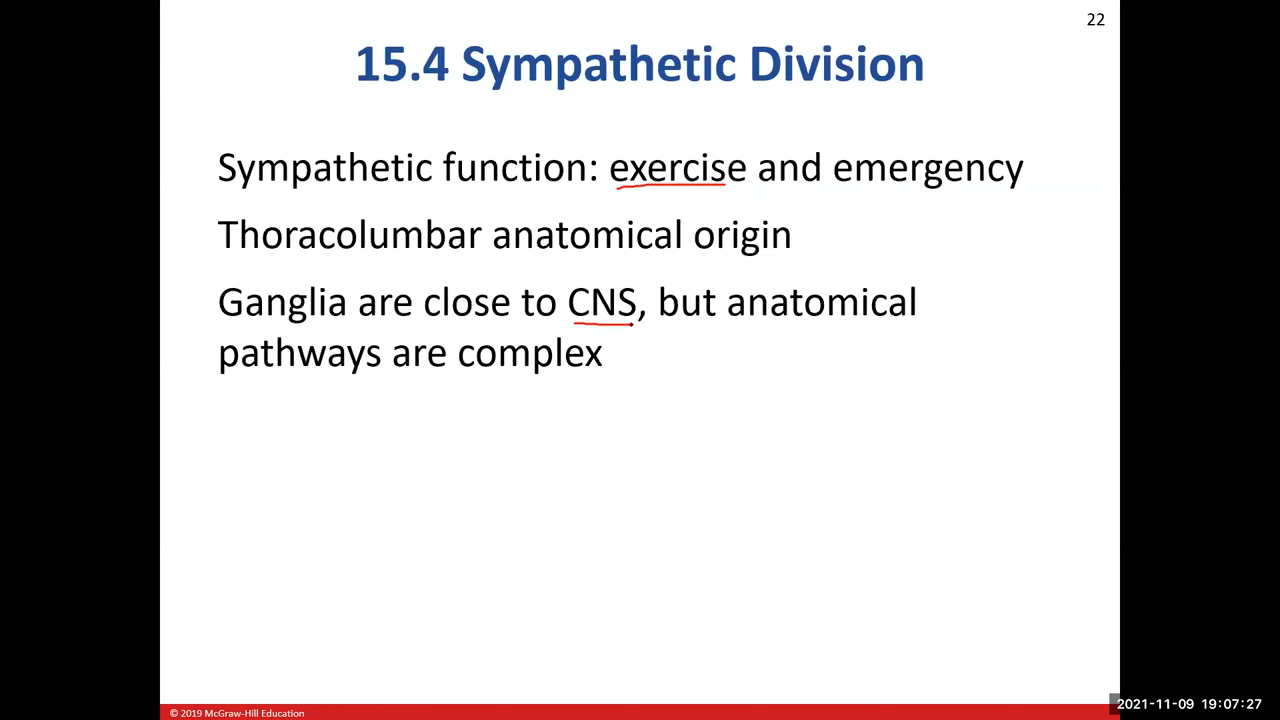 22
15.4 Sympathetic Division
Sympathetic function: exercise and emergency
Thoracolumbar anatomical origin
Ganglia are close to CNS, but anatomical
pathways are complex
© 2019 McGraw-Hill Education
2021-11-09 19:07:27